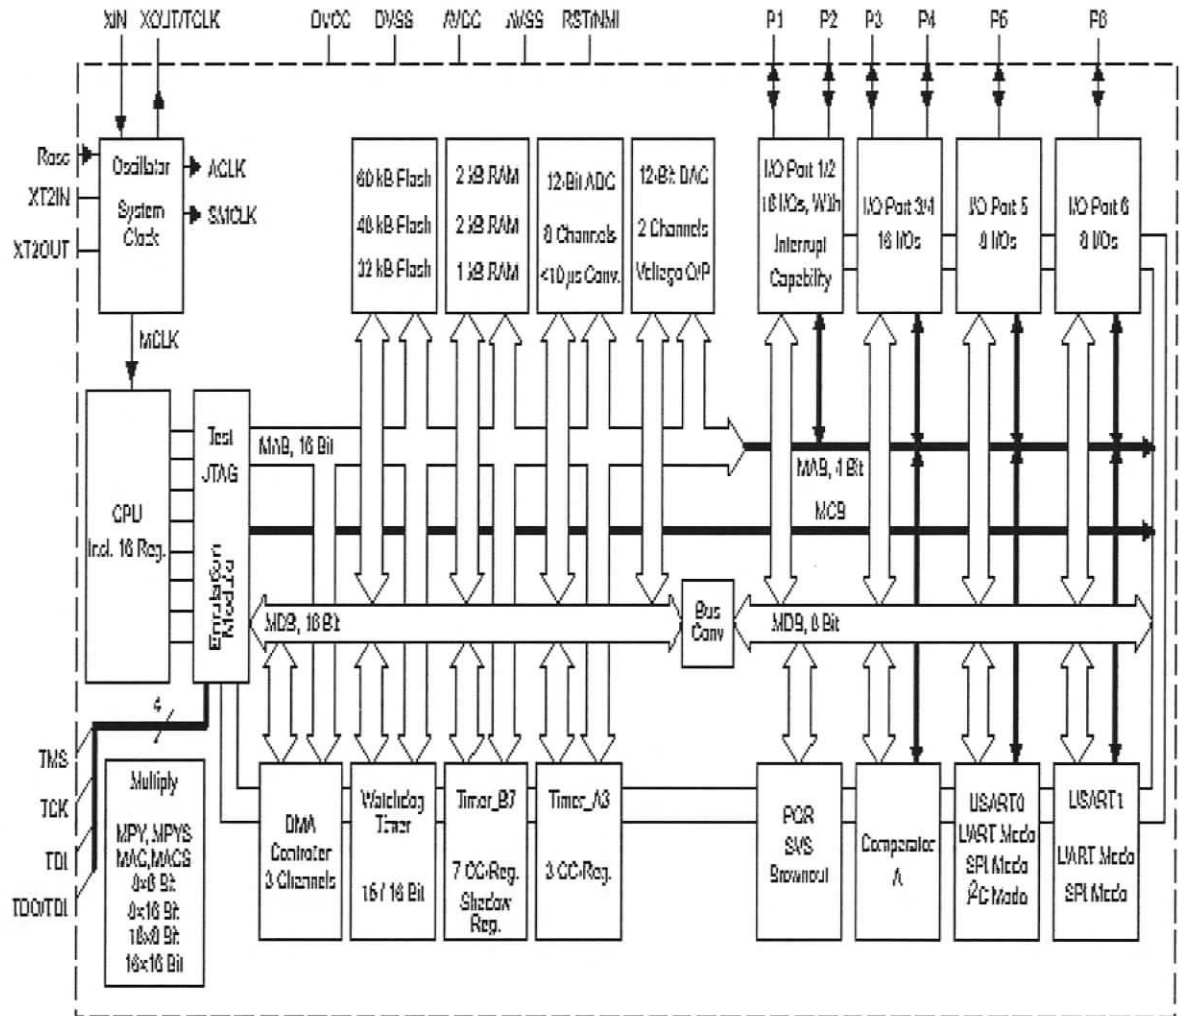 XIN XOUT/TCLK DVCC DVSS AVCC AVSS RST/NMI P1 P2 P3 P4 P5 P6
Rosc
XT2IN
XT2OUT
Oscillator
System
Clock
ACLK
SMCLK
MCLK
60 kB Flash
48 kB Flash
32 kB Flash
2 kB RAM
2 kB RAM
1 kB RAM
12-Bit ADC
8 Channels
<10 µs Conv.
12-Bit DAC
2 Channels
Voltage O/P
I/O Port 1/2
16 I/Os, With
Interrupt
Capability
I/O Port 3/4
16 I/Os
I/O Port 5
8 I/Os
I/O Port 6
8 I/Os
CPU
Incl. 16 Reg.
Test
JTAG
Emulation
Module
MAB, 16 Bit
MAB, 4 Bit
MCB
MDB, 16 Bit
Bus
Conv
MDB, 8 Bit
4
TMS
TCK
TDI
TDO/TDI
Multiply
MPY, MPYS
MAC,MACS
8×8 Bit
8×16 Bit
16×8 Bit
16×16 Bit
DMA
Controller
3 Channels
Watchdog
Timer
15 / 16 Bit
Timer_B7
7 CC/Reg.
Shadow
Reg.
Timer_A3
3 CC/Reg.
POR
SVS
Brownout
Comparator
A
USART0
UART Mode
SPI Mode
I²C Mode
USART1
UART Mode
SPI Mode